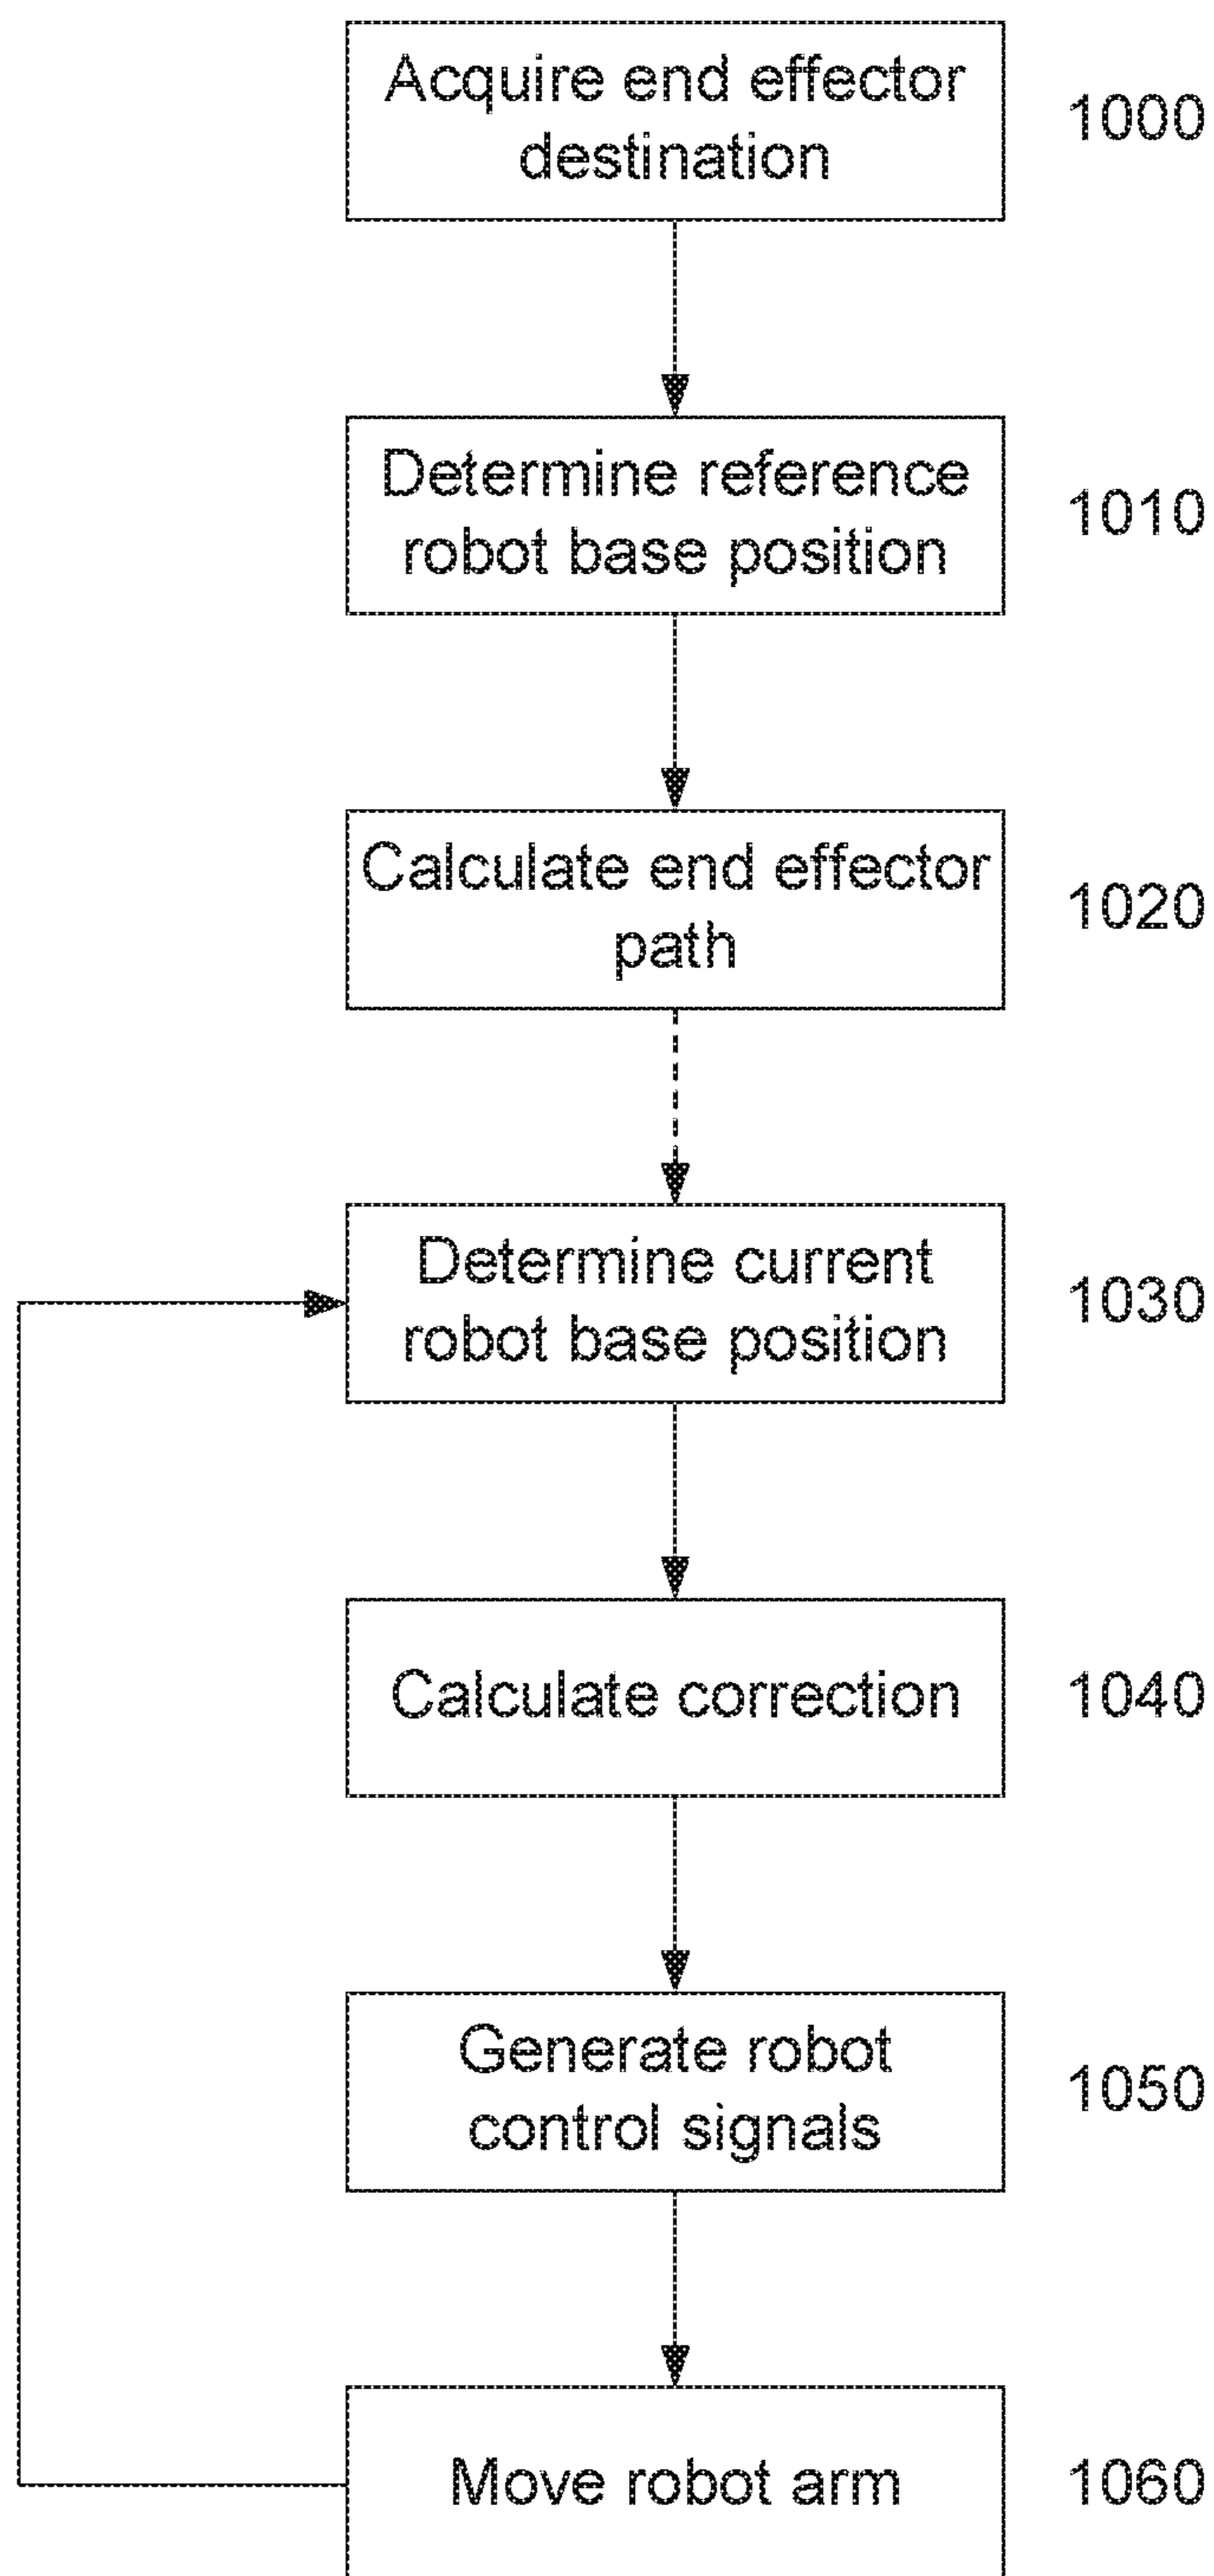 Acquire end effector
destination
1000
Determine reference
robot base position
1010
Calculate end effector
path
1020
Determine current
robot base position
1030
Calculate correction
1040
Generate robot
control signals
1050
Move robot arm
1060